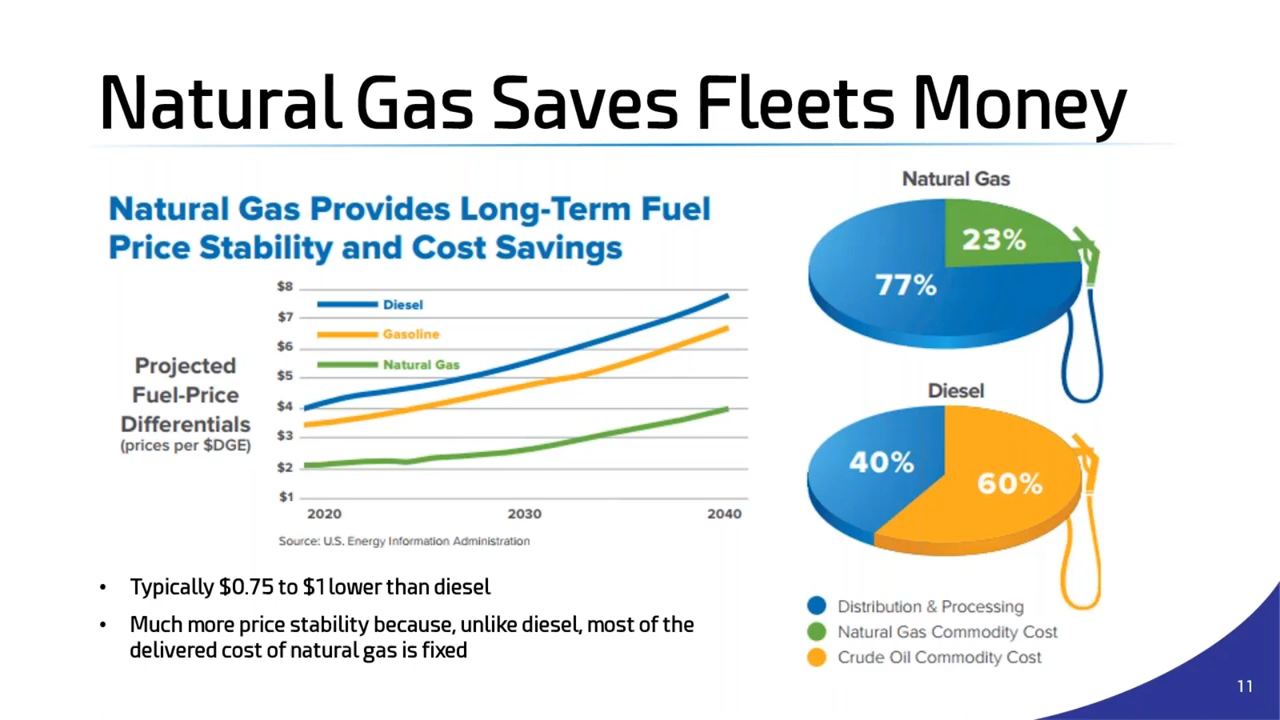 Natural Gas Saves Fleets Money
Natural Gas Provides Long-Term Fuel
Price Stability and Cost Savings
Projected
Fuel-Price
Differentials
(prices per $DGE)
$8
$7
$6
$5
$4
$3
$2
$1
Diesel
Gasoline
Natural Gas
2020 2030 2040
Source: U.S. Energy Information Administration
• Typically $0.75 to $1 lower than diesel
• Much more price stability because, unlike diesel, most of the
delivered cost of natural gas is fixed
Natural Gas
23%
77%
Diesel
40%
60%
Distribution & Processing
Natural Gas Commodity Cost
Crude Oil Commodity Cost
11